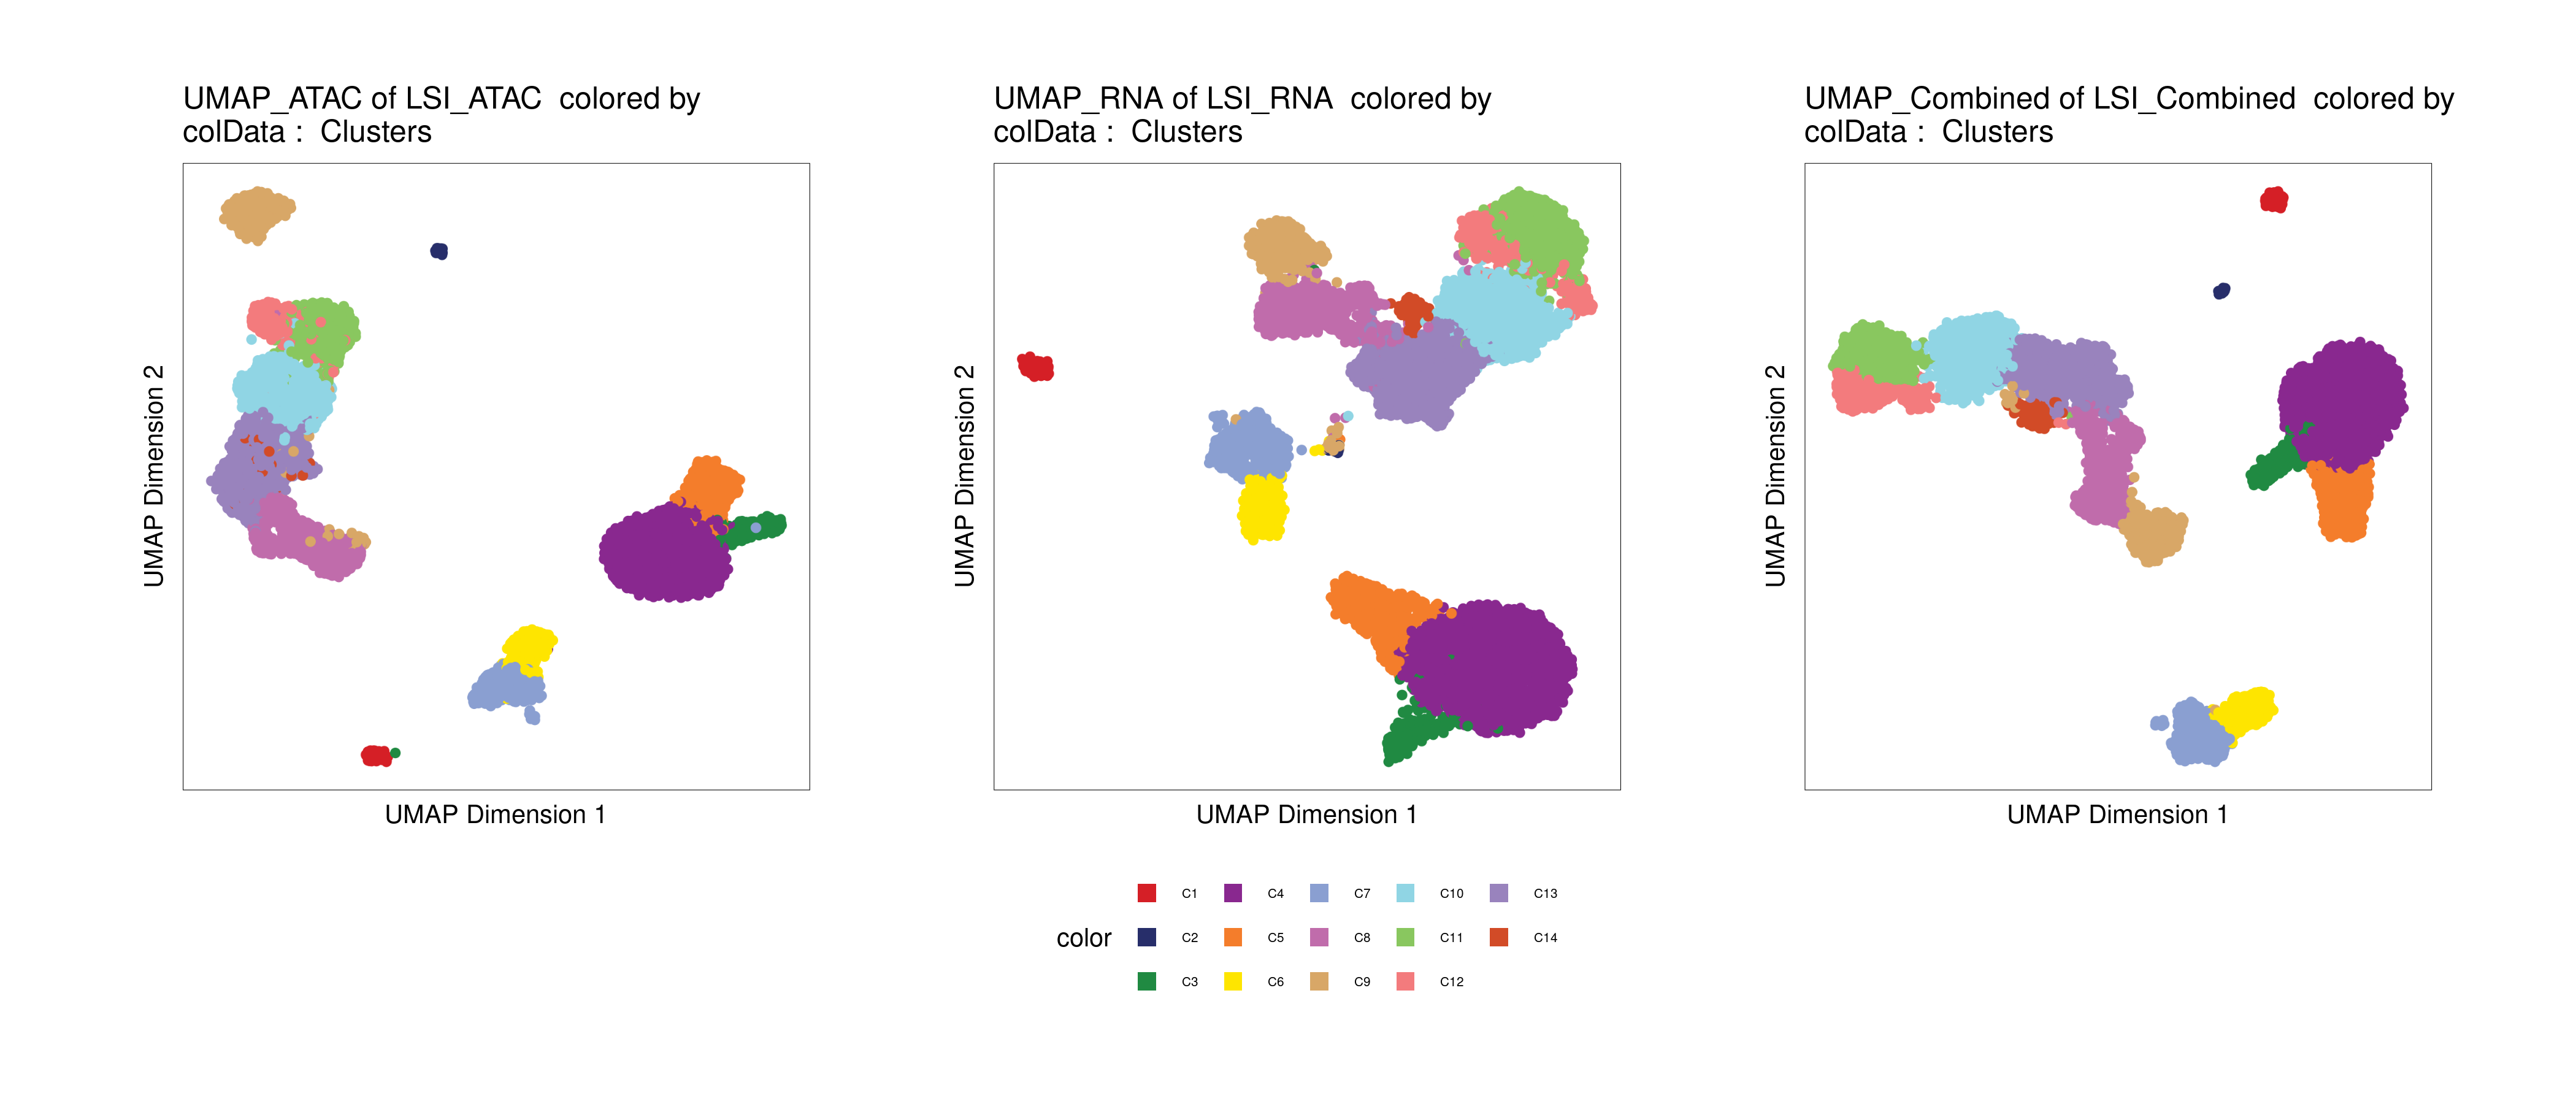 UMAP_ATAC of LSI_ATAC  colored by
colData :  Clusters
UMAP Dimension 2
UMAP Dimension 1
UMAP_RNA of LSI_RNA  colored by
colData :  Clusters
UMAP Dimension 2
UMAP Dimension 1
UMAP_Combined of LSI_Combined  colored by
colData :  Clusters
UMAP Dimension 2
UMAP Dimension 1
C1 C4 C7 C10 C13
color C2 C5 C8 C11 C14
C3 C6 C9 C12